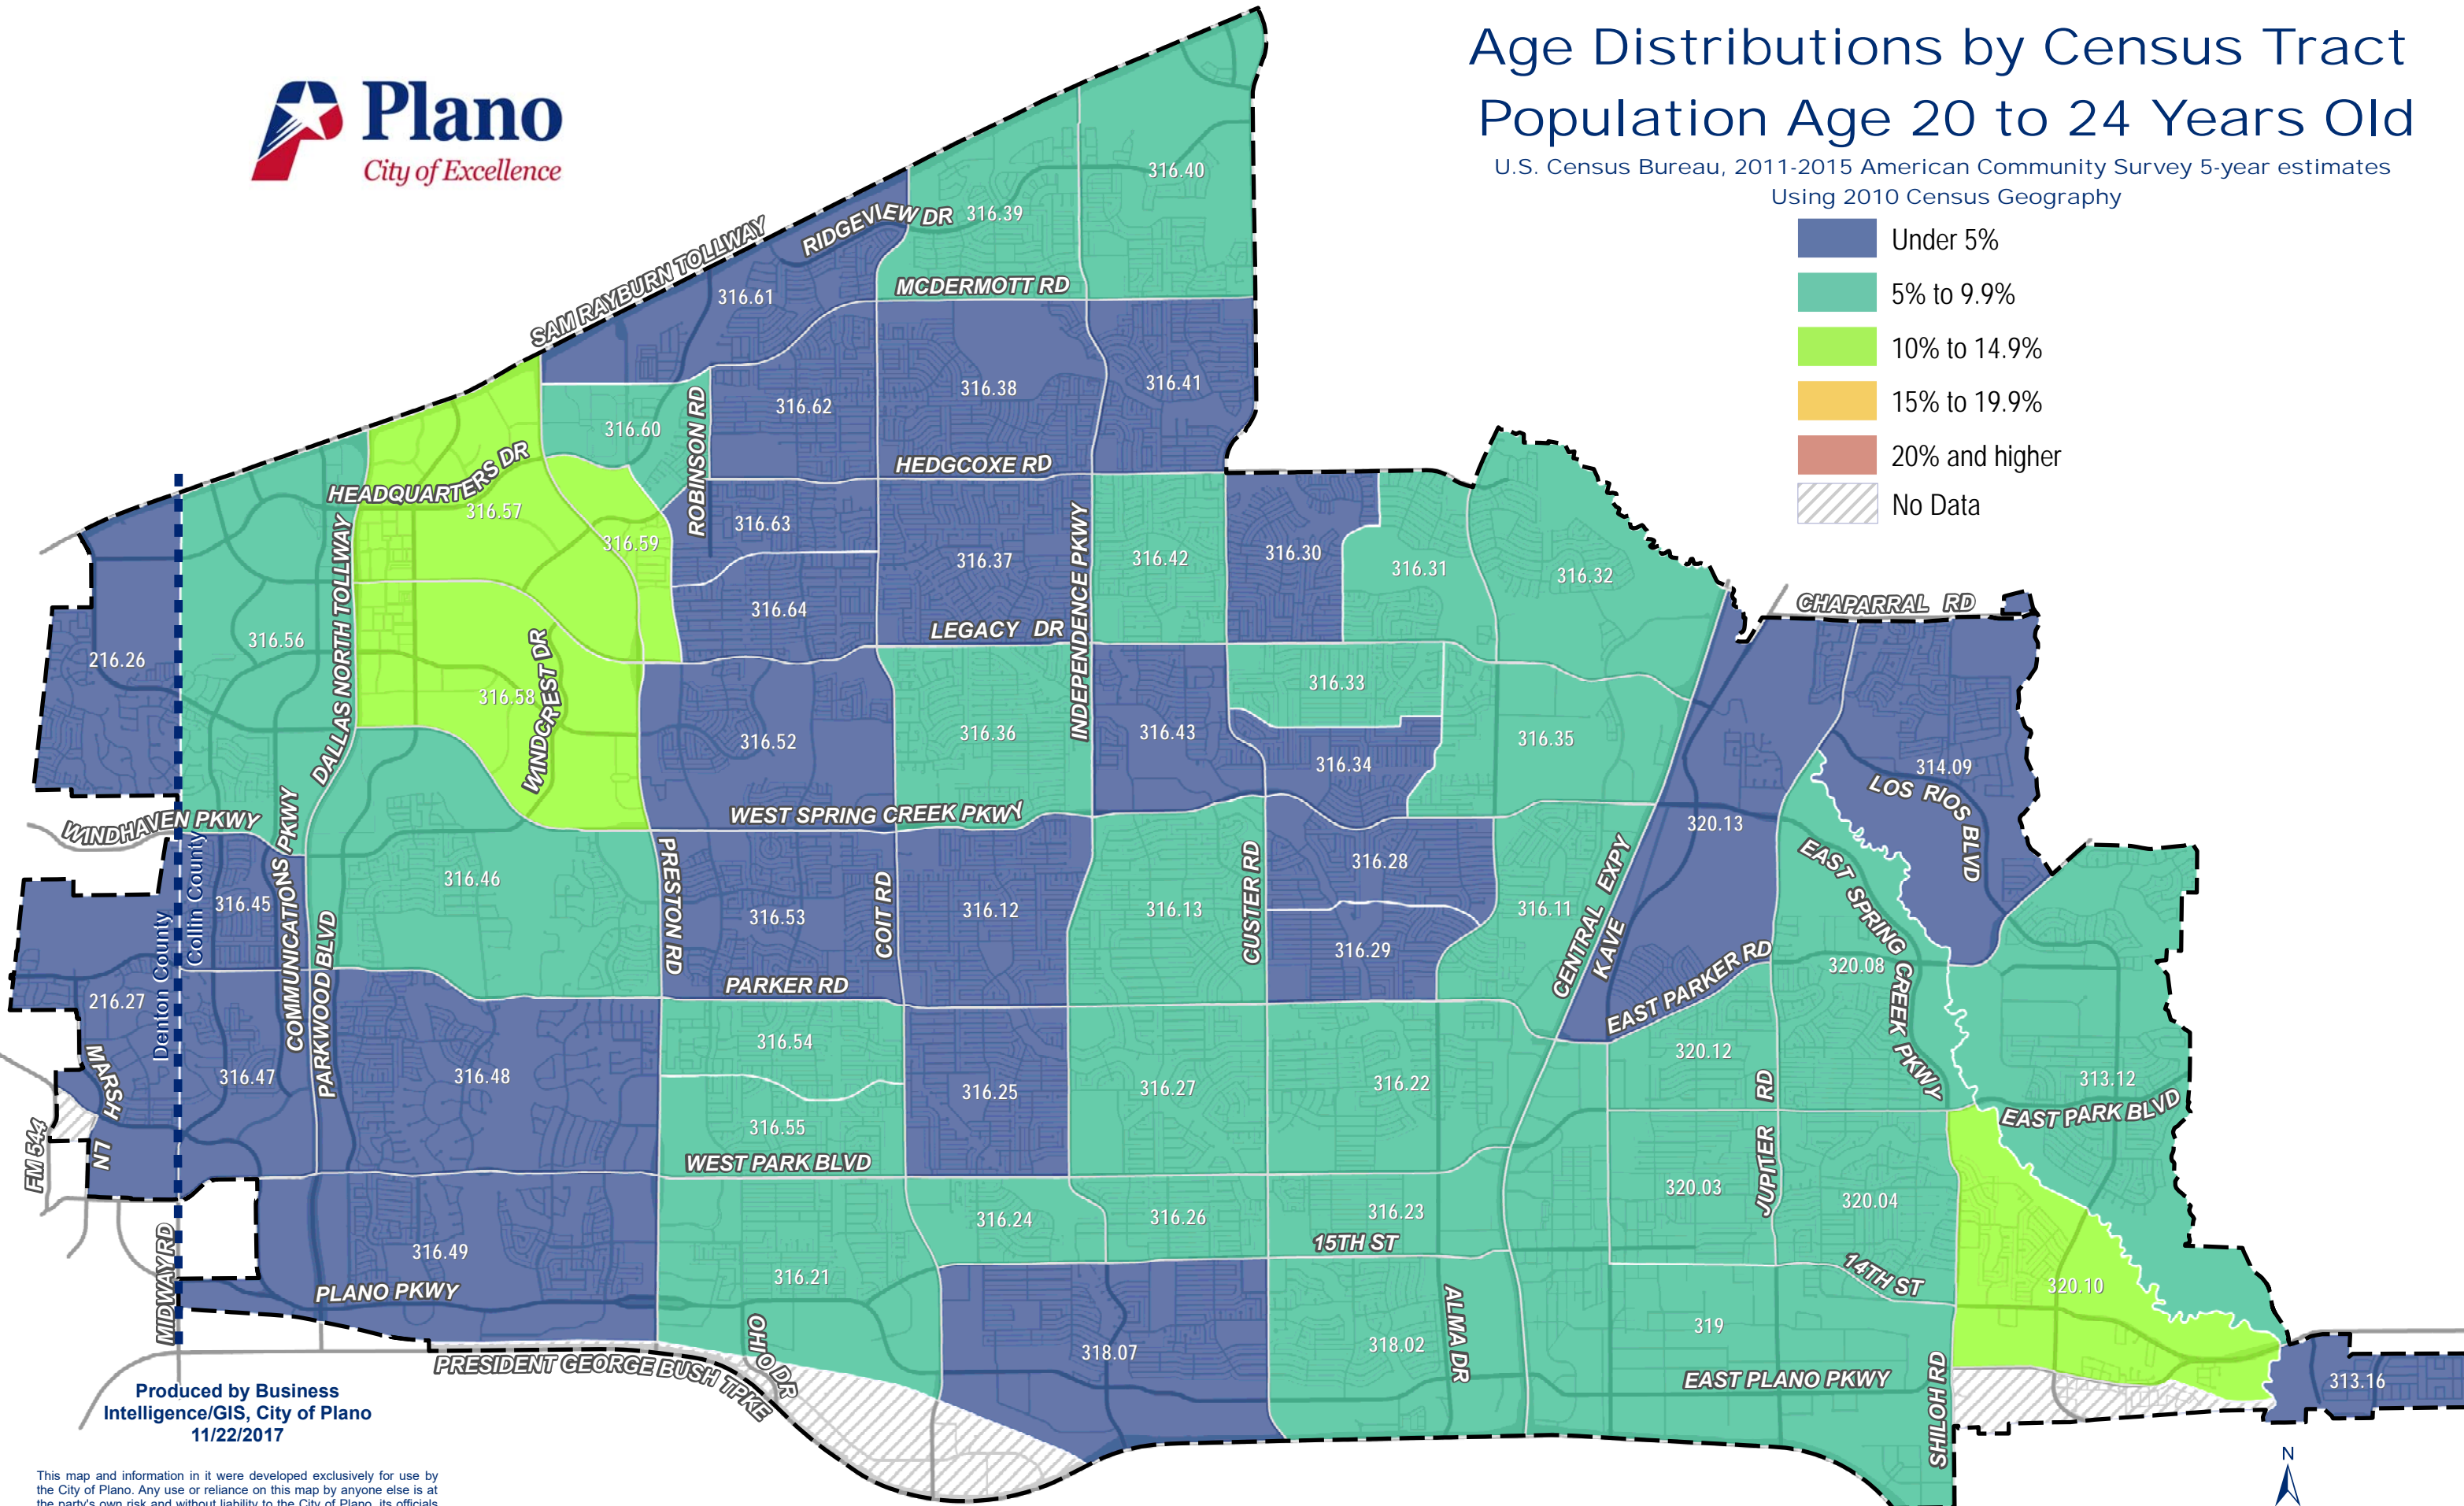 Plano
City of Excellence
Age Distributions by Census Tract
Population Age 20 to 24 Years Old
U.S. Census Bureau, 2011-2015 American Community Survey 5-year estimates
Using 2010 Census Geography
Under 5%
5% to 9.9%
10% to 14.9%
15% to 19.9%
20% and higher
No Data
316.40
316.39
RIDGEVIEW DR
SAM RAYBURN TOLLWAY
MCDERMOTT RD
316.61
316.38
316.41
316.62
316.60
ROBINSON RD
HEDGCOXE RD
HEADQUARTERS DR
316.57
316.59
316.63
316.37
INDEPENDENCE PKWY
316.42
316.30
316.31
316.32
DALLAS NORTH TOLLWAY
316.64
LEGACY DR
CHAPARRAL RD
216.26
316.56
316.58
WINDCREST DR
316.52
316.36
316.43
316.33
316.34
316.35
314.09
LOS RIOS BLVD
WINDHAVEN PKWY
COMMUNICATIONS PKWY
WEST SPRING CREEK PKWY
320.13
EAST SPRING CREEK PKWY
Denton County
Collin County
316.45
316.46
PARKWOOD BLVD
PRESTON RD
316.53
COIT RD
316.12
316.13
CUSTER RD
316.28
316.29
316.11
CENTRAL EXPY
K AVE
EAST PARKER RD
320.08
PARKER RD
216.27
MARSH LN
FM 544
316.47
316.48
316.54
316.55
316.25
316.27
316.22
320.12
JUPITER RD
313.12
EAST PARK BLVD
WEST PARK BLVD
316.24
316.26
316.23
320.03
320.04
15TH ST
14TH ST
320.10
MIDWAY RD
316.49
PLANO PKWY
316.21
OHIO DR
318.07
318.02
ALMA DR
319
EAST PLANO PKWY
SHILOH RD
313.16
PRESIDENT GEORGE BUSH TPKE
Produced by Business
Intelligence/GIS, City of Plano
11/22/2017
N
This map and information in it were developed exclusively for use by
the City of Plano. Any use or reliance on this map by anyone else is at
the party's own risk and without liability to the City of Plano, its officials